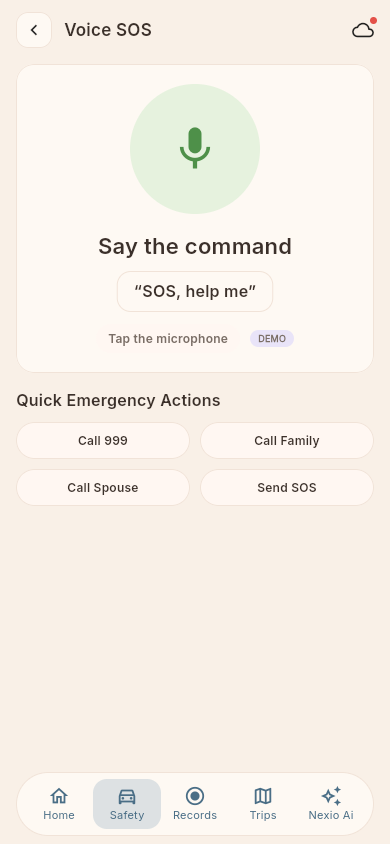 Voice SOS
Say the command
“SOS, help me”
Tap the microphone DEMO
Quick Emergency Actions
Call 999 Call Family
Call Spouse Send SOS
Home Safety Records Trips Nexio Ai